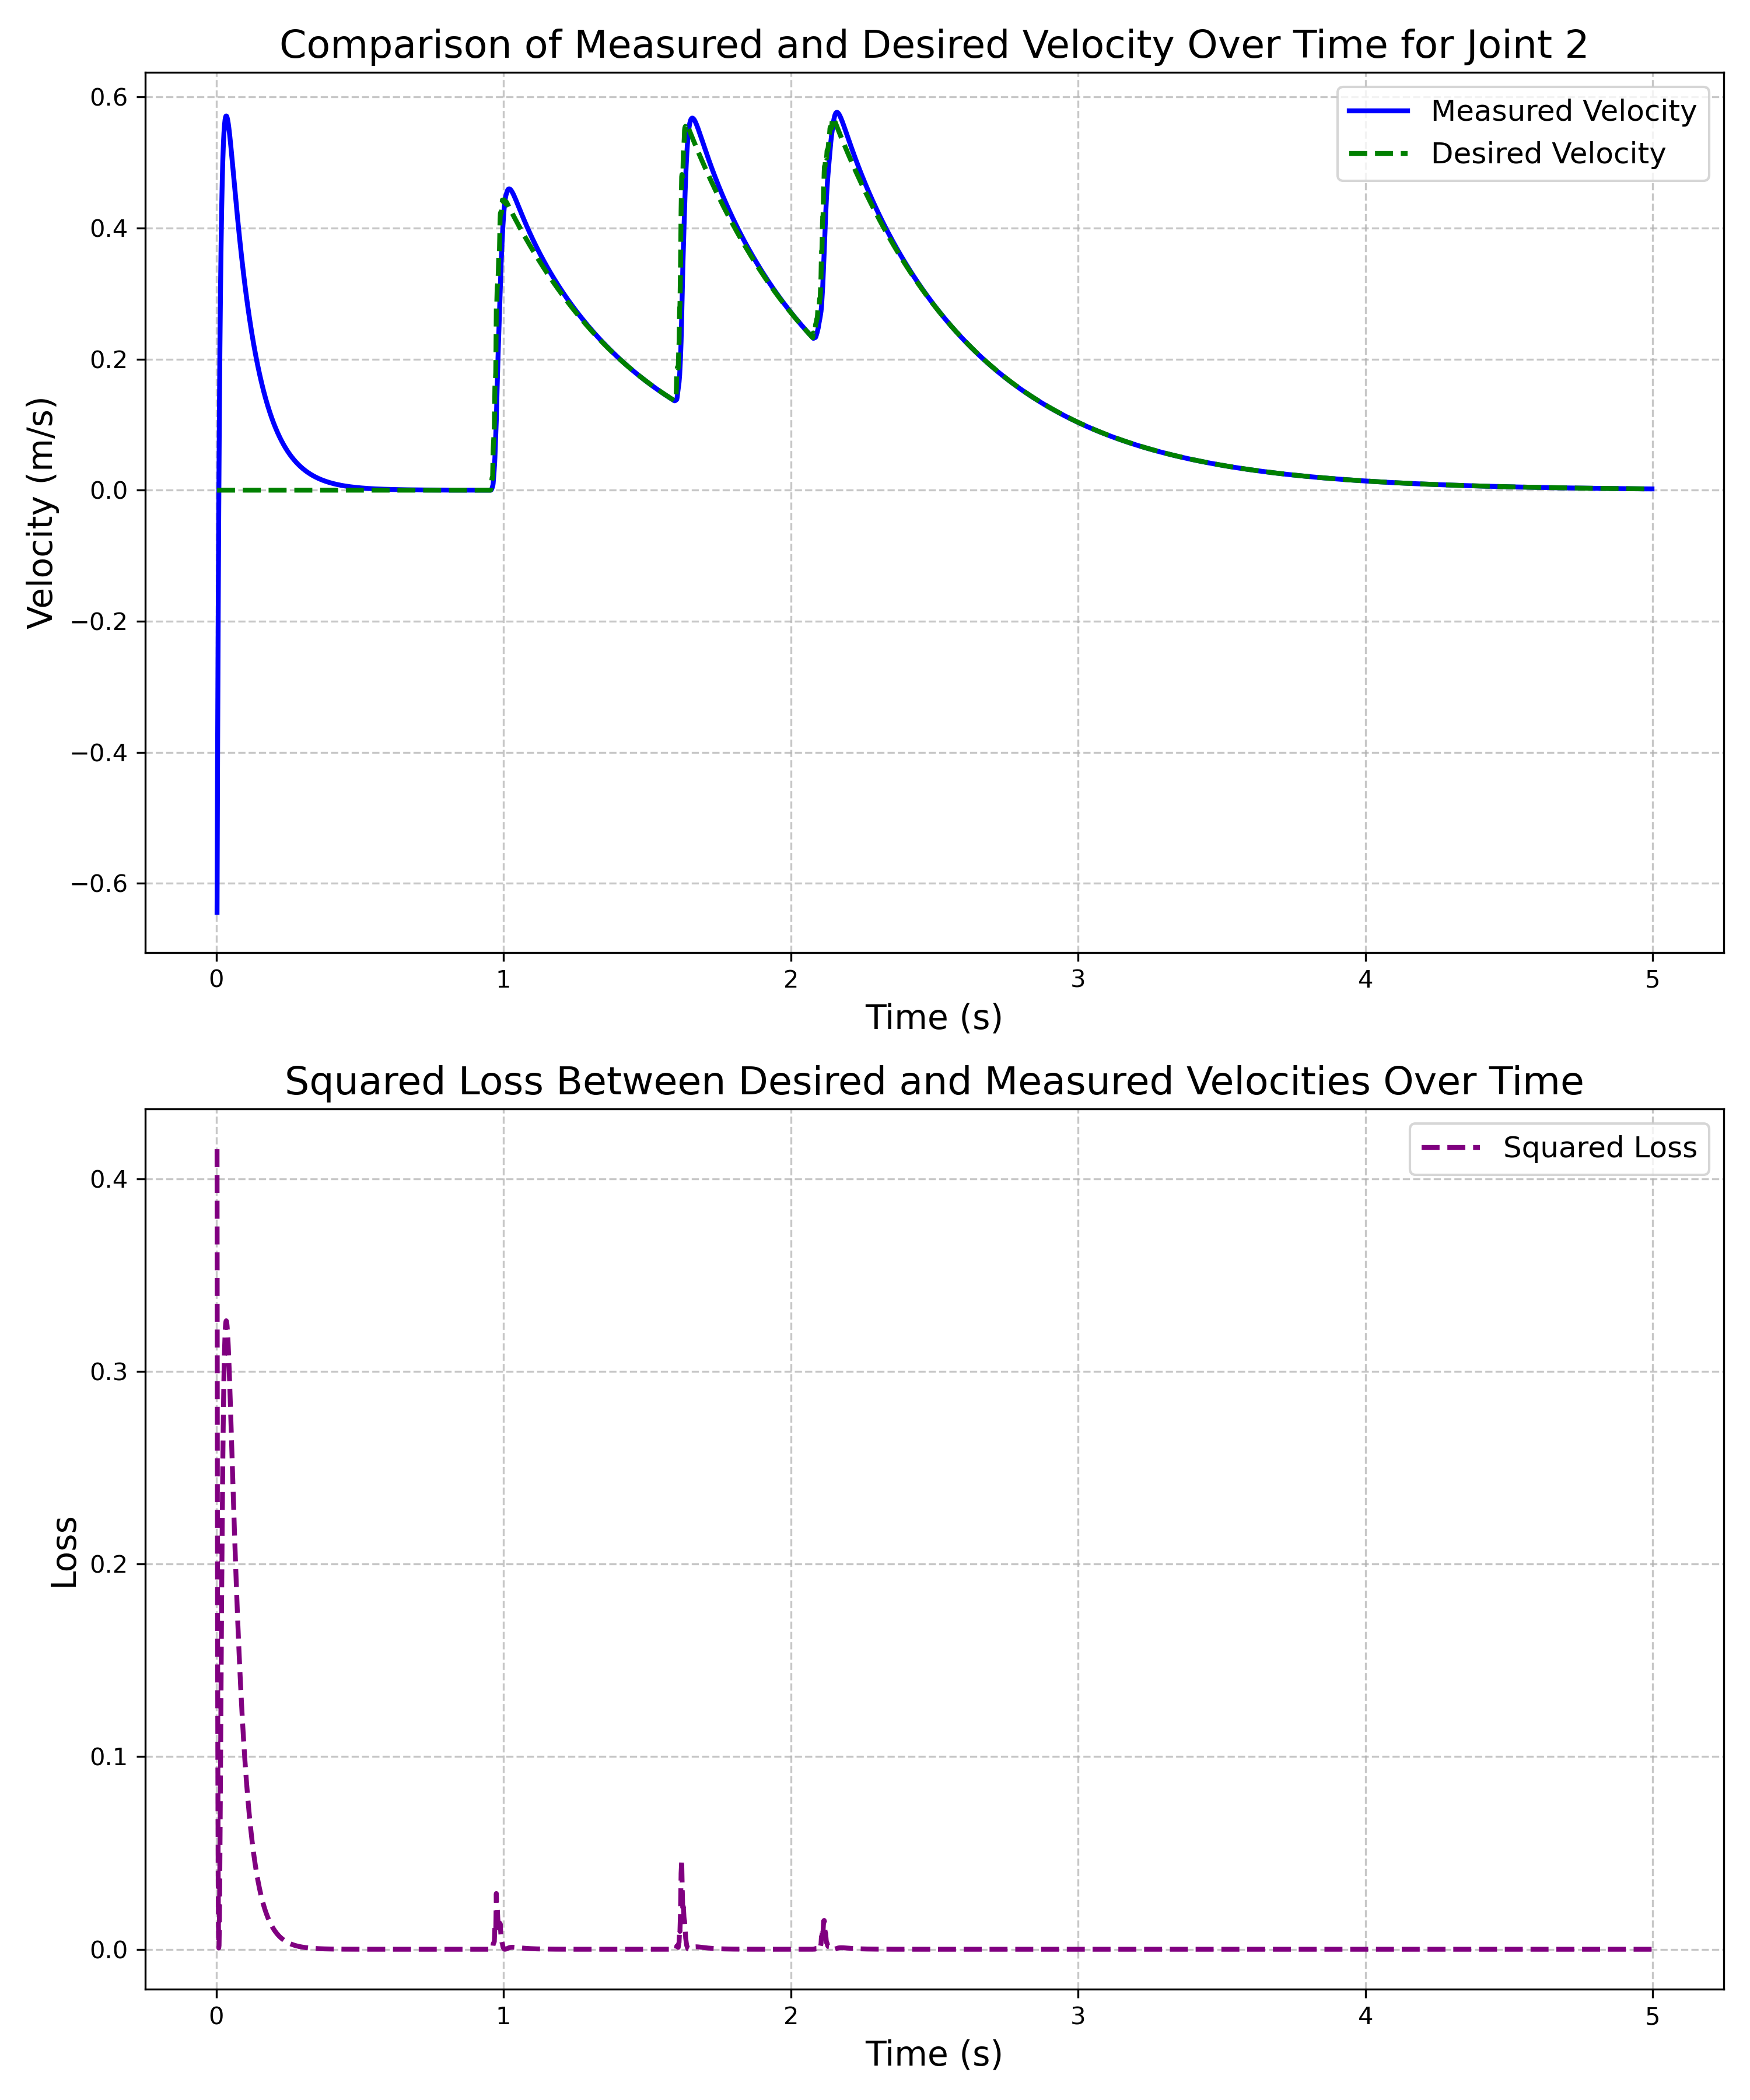 Comparison of Measured and Desired Velocity Over Time for Joint 2
Measured Velocity
Desired Velocity
Velocity (m/s)
0.6
0.4
0.2
0.0
−0.2
−0.4
−0.6
0 1 2 3 4 5
Time (s)
Squared Loss Between Desired and Measured Velocities Over Time
Squared Loss
Loss
0.4
0.3
0.2
0.1
0.0
0 1 2 3 4 5
Time (s)